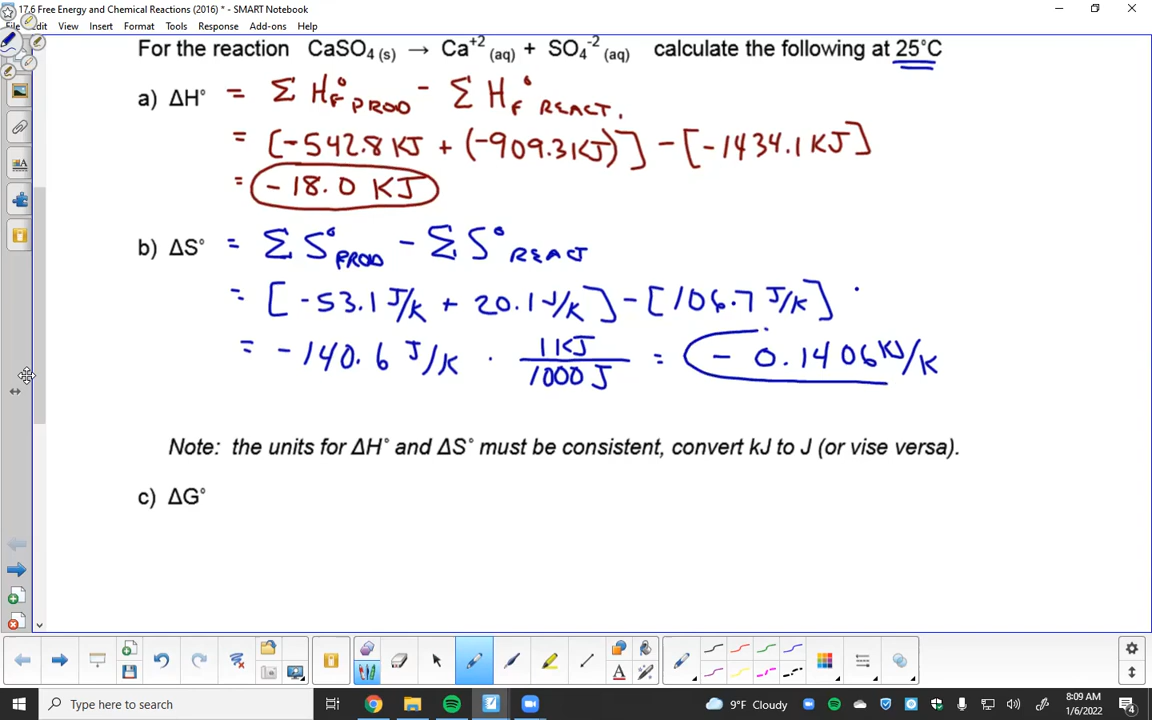 17.6 Free Energy and Chemical Reactions (2016) * - SMART Notebook
File Edit View Insert Format Tools Response Add-ons Help
For the reaction CaSO₄ (s) → Ca⁺² (aq) + SO₄⁻² (aq) calculate the following at 25°C
a) ΔH° = Σ Hf° PROD - Σ Hf° REACT.
= [-542.8 KJ + (-909.3 KJ)] - [-1434.1 KJ]
= -18.0 KJ
b) ΔS° = Σ S° PROD - Σ S° REACT
= [-53.1 J/K + 20.1 J/K] - [106.7 J/K]
= -140.6 J/K · 1 KJ / 1000 J = -0.1406 KJ/K
Note: the units for ΔH° and ΔS° must be consistent, convert kJ to J (or vise versa).
c) ΔG°
Type here to search
9°F Cloudy
8:09 AM
1/6/2022
4